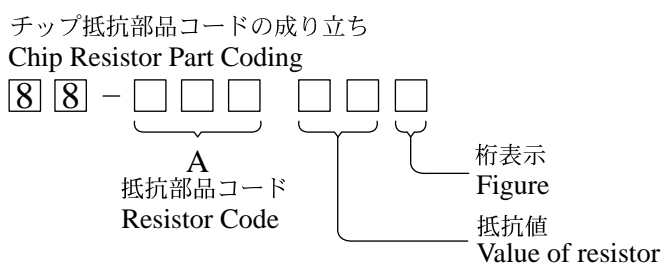 チップ抵抗部品コードの成り立ち
Chip Resistor Part Coding
8 8 − □ □ □ □ □ □
A
抵抗部品コード
Resistor Code
桁表示
Figure
抵抗値
Value of resistor